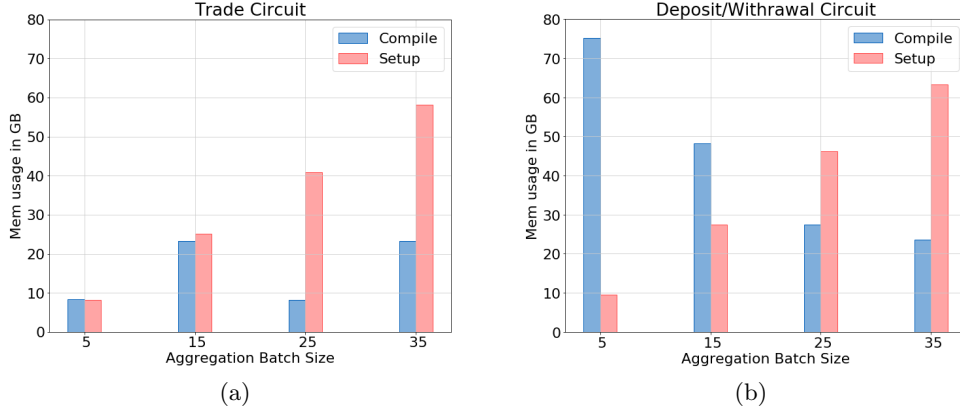 Trade Circuit
Compile
Setup
Mem usage in GB
80
70
60
50
40
30
20
10
0
5 15 25 35
Aggregation Batch Size
(a)
Deposit/Withrawal Circuit
Compile
Setup
Mem usage in GB
80
70
60
50
40
30
20
10
0
5 15 25 35
Aggregation Batch Size
(b)